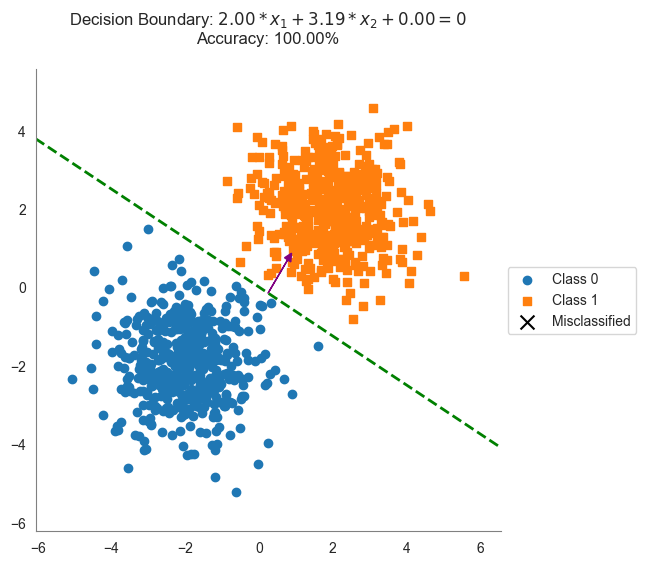 Decision Boundary: 2.00 * x₁ + 3.19 * x₂ + 0.00 = 0
Accuracy: 100.00%
4
2
0
−2
−4
−6
−6 −4 −2 0 2 4 6
Class 0
Class 1
Misclassified